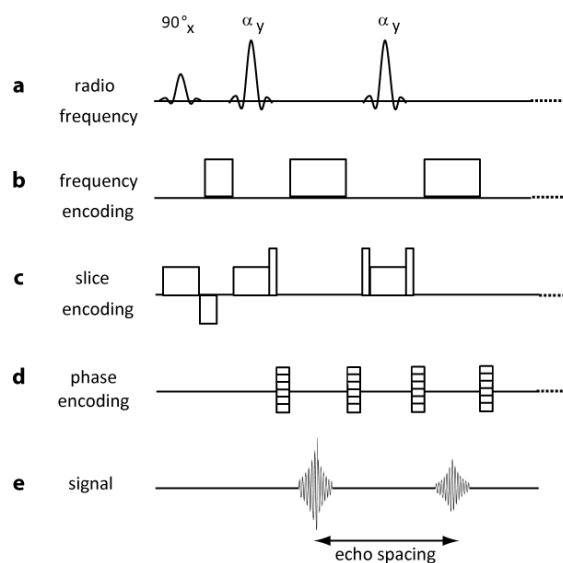 90°x
αy
αy
a radio frequency
b frequency encoding
c slice encoding
d phase encoding
e signal
echo spacing